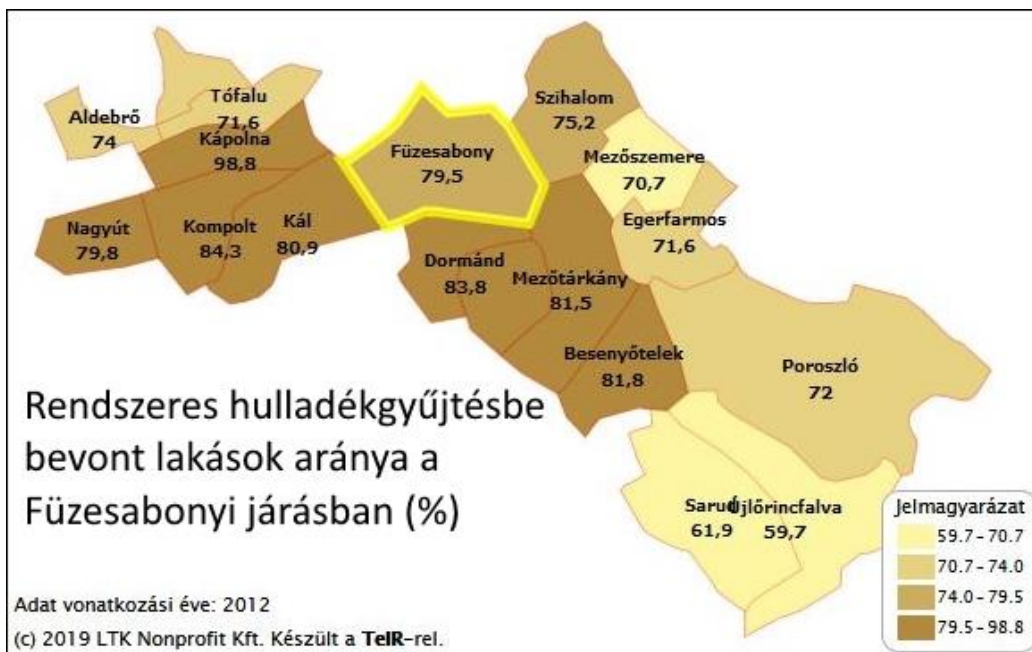 Aldebrő
74
Tófalu
71,6
Kápolna
98,8
Nagyút
79,8
Kompolt
84,3
Kál
80,9
Füzesabony
79,5
Szihalom
75,2
Mezőszemere
70,7
Egerfarmos
71,6
Dormánd
83,8
Mezőtárkány
81,5
Besenyőtelek
81,8
Poroszló
72
Sarud
61,9
Újlőrincfalva
59,7
Rendszeres hulladékgyűjtésbe
bevont lakások aránya a
Füzesabonyi járásban (%)
Jelmagyarázat
59.7 - 70.7
70.7 - 74.0
74.0 - 79.5
79.5 - 98.8
Adat vonatkozási éve: 2012
(c) 2019 LTK Nonprofit Kft. Készült a TeIR-rel.